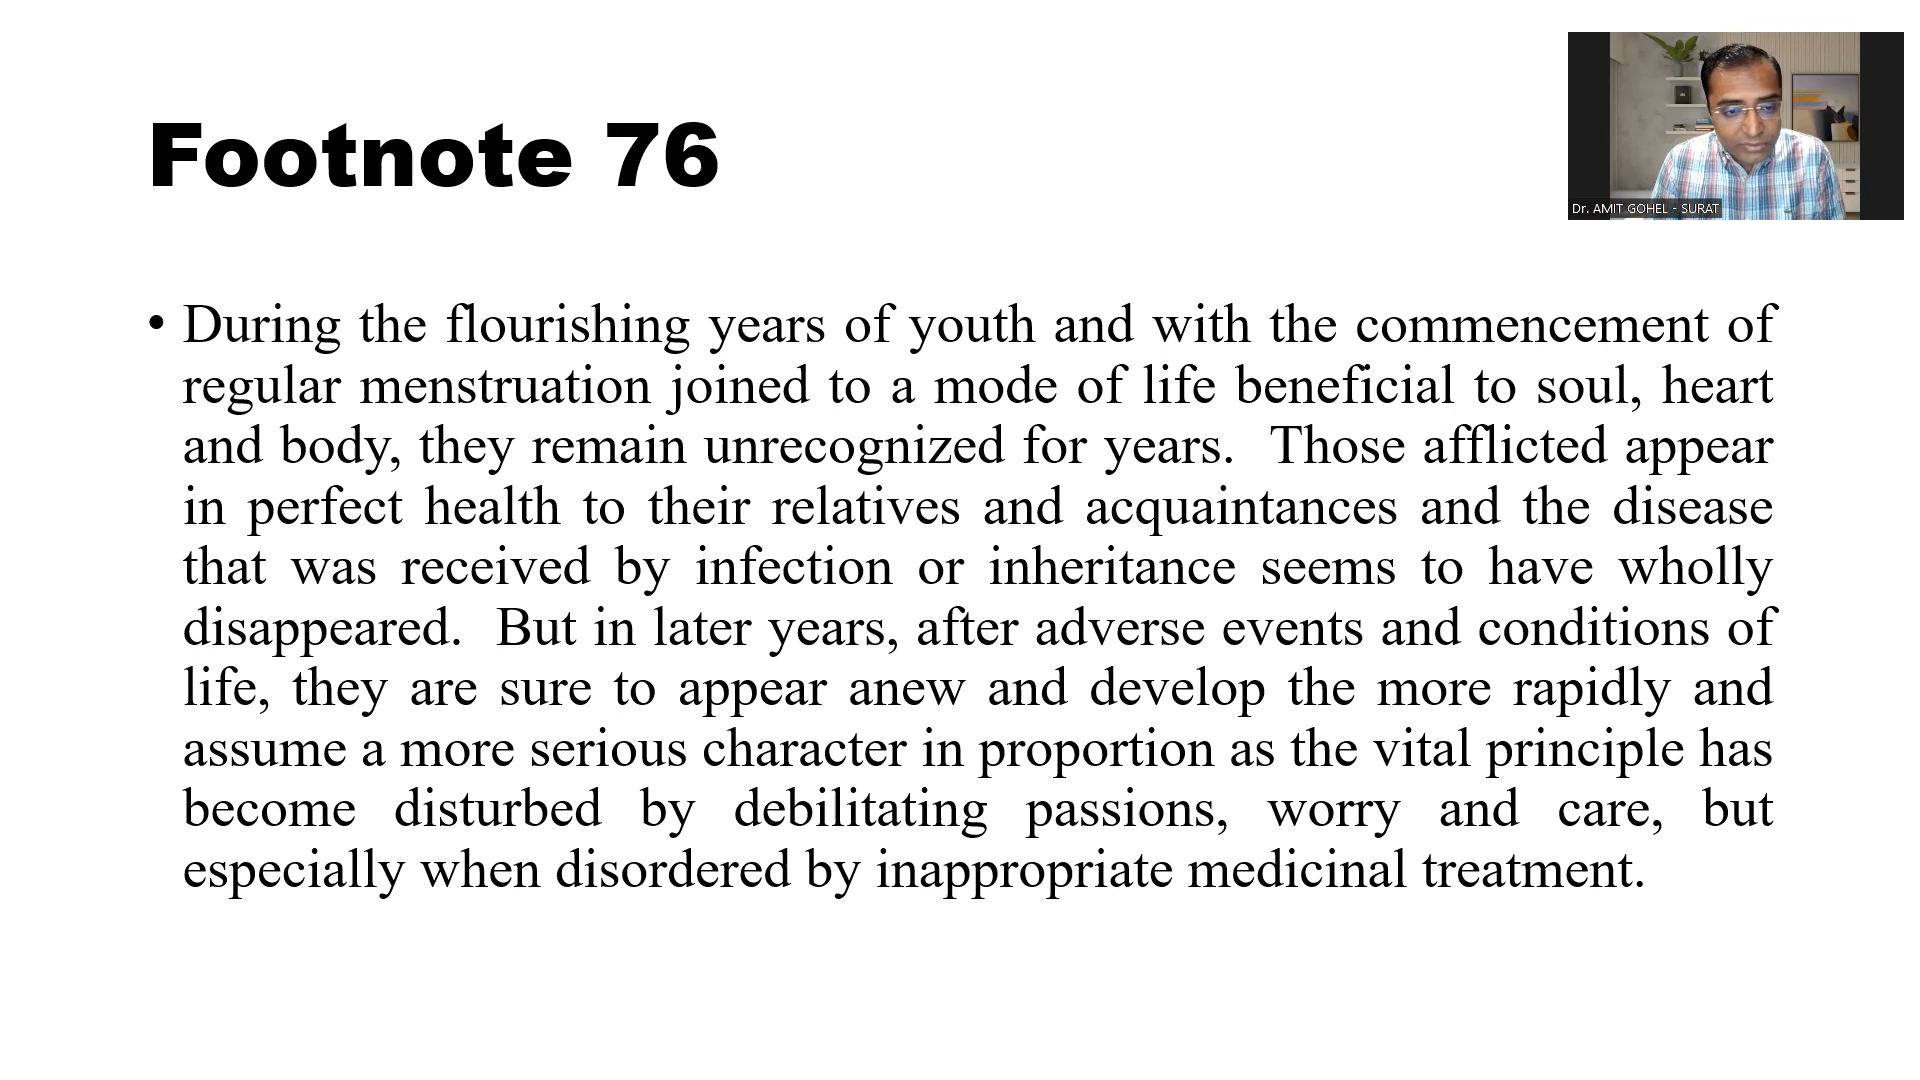 Footnote 76
Dr. AMIT GOHEL - SURAT
• During the flourishing years of youth and with the commencement of
regular menstruation joined to a mode of life beneficial to soul, heart
and body, they remain unrecognized for years.  Those afflicted appear
in perfect health to their relatives and acquaintances and the disease
that was received by infection or inheritance seems to have wholly
disappeared.  But in later years, after adverse events and conditions of
life, they are sure to appear anew and develop the more rapidly and
assume a more serious character in proportion as the vital principle has
become disturbed by debilitating passions, worry and care, but
especially when disordered by inappropriate medicinal treatment.